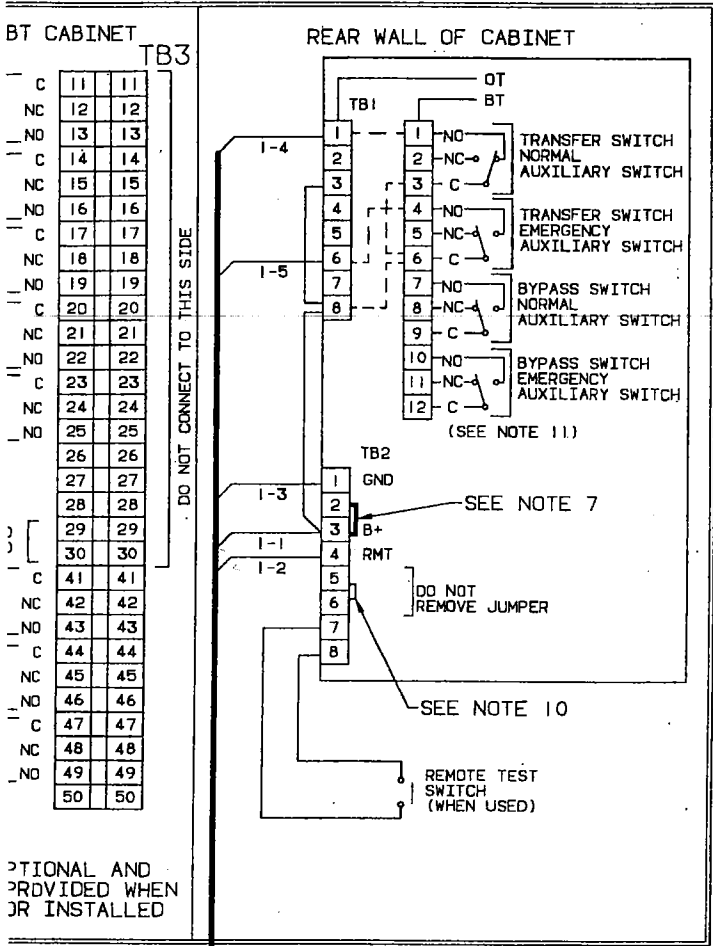 BT CABINET
TB3
C 11 11
NC 12 12
NO 13 13
C 14 14
NC 15 15
NO 16 16
C 17 17
NC 18 18
NO 19 19
C 20 20
NC 21 21
NO 22 22
C 23 23
NC 24 24
NO 25 25
26 26
27 27
28 28
29 29
30 30
C 41 41
NC 42 42
NO 43 43
C 44 44
NC 45 45
NO 46 46
C 47 47
NC 48 48
NO 49 49
50 50
DO NOT CONNECT TO THIS SIDE
PTIONAL AND
PROVIDED WHEN
OR INSTALLED
REAR WALL OF CABINET
OT
BT
TB1
1
2
3
4
5
6
7
8
1 NO
2 NC
3 C
4 NO
5 NC
6 C
7 NO
8 NC
9 C
10 NO
11 NC
12 C
TRANSFER SWITCH
NORMAL
AUXILIARY SWITCH
TRANSFER SWITCH
EMERGENCY
AUXILIARY SWITCH
BYPASS SWITCH
NORMAL
AUXILIARY SWITCH
BYPASS SWITCH
EMERGENCY
AUXILIARY SWITCH
(SEE NOTE 11.)
1-4
1-5
1-3
1-1
1-2
TB2
1 GND
2
3 B+
4 RMT
5
6
7
8
SEE NOTE 7
DO NOT
REMOVE JUMPER
SEE NOTE 10
REMOTE TEST
SWITCH
(WHEN USED)